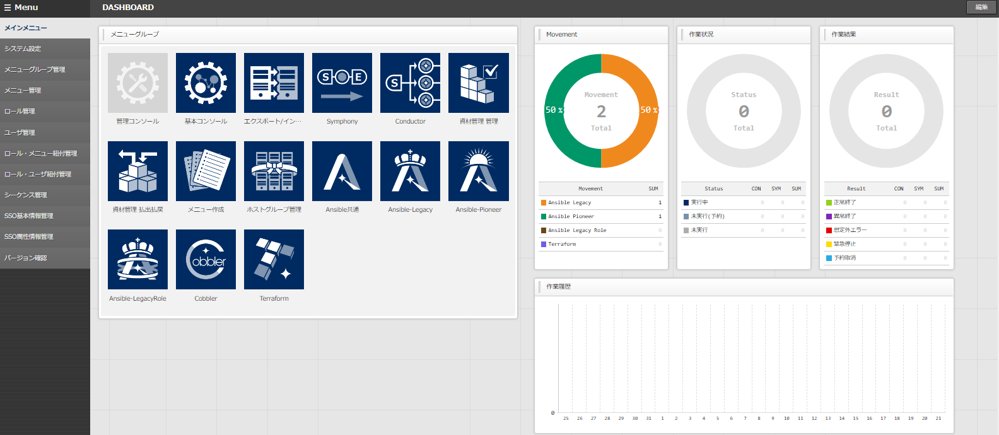 Menu
DASHBOARD
編集
メインメニュー
システム設定
メニューグループ管理
メニュー管理
ロール管理
ユーザ管理
ロール・メニュー紐付管理
ロール・ユーザ紐付管理
シーケンス管理
SSO基本情報管理
SSO属性情報管理
バージョン確認
メニューグループ
S E
S
管理コンソール
基本コンソール
エクスポート/イン…
Symphony
Conductor
資材管理 管理
資材管理 払出払戻
メニュー作成
ホストグループ管理
Ansible共通
Ansible-Legacy
Ansible-Pioneer
obbler
Ansible-LegacyRole
Cobbler
Terraform
Movement
50 %
Movement
2
Total
50 %
Movement SUM
Ansible Legacy 1
Ansible Pioneer 1
Ansible Legacy Role 0
Terraform 0
作業状況
Status
0
Total
Status CON SYM SUM
実行中 0 0 0
未実行(予約) 0 0 0
未実行 0 0 0
作業結果
Result
0
Total
Result CON SYM SUM
正常終了 0 0 0
異常終了 0 0 0
想定外エラー 0 0 0
緊急停止 0 0 0
予約取消 0 0 0
作業履歴
0
25 26 27 28 29 30 31 1 2 3 4 5 6 7 8 9 10 11 12 13 14 15 16 17 18 19 20 21